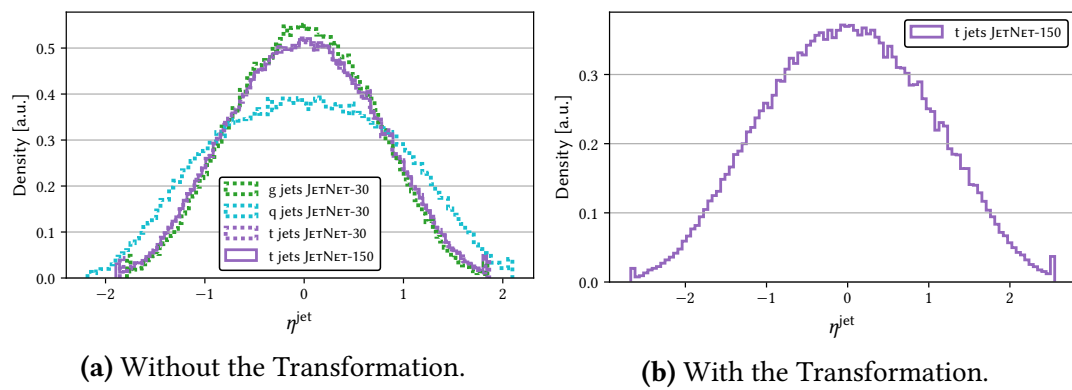 Density [a.u.]
0.5
0.4
0.3
0.2
0.1
0.0
g jets JETNET-30
q jets JETNET-30
t jets JETNET-30
t jets JETNET-150
−2
−1
0
1
2
η^jet
(a) Without the Transformation.
Density [a.u.]
0.3
0.2
0.1
0.0
t jets JETNET-150
−2
−1
0
1
2
η^jet
(b) With the Transformation.